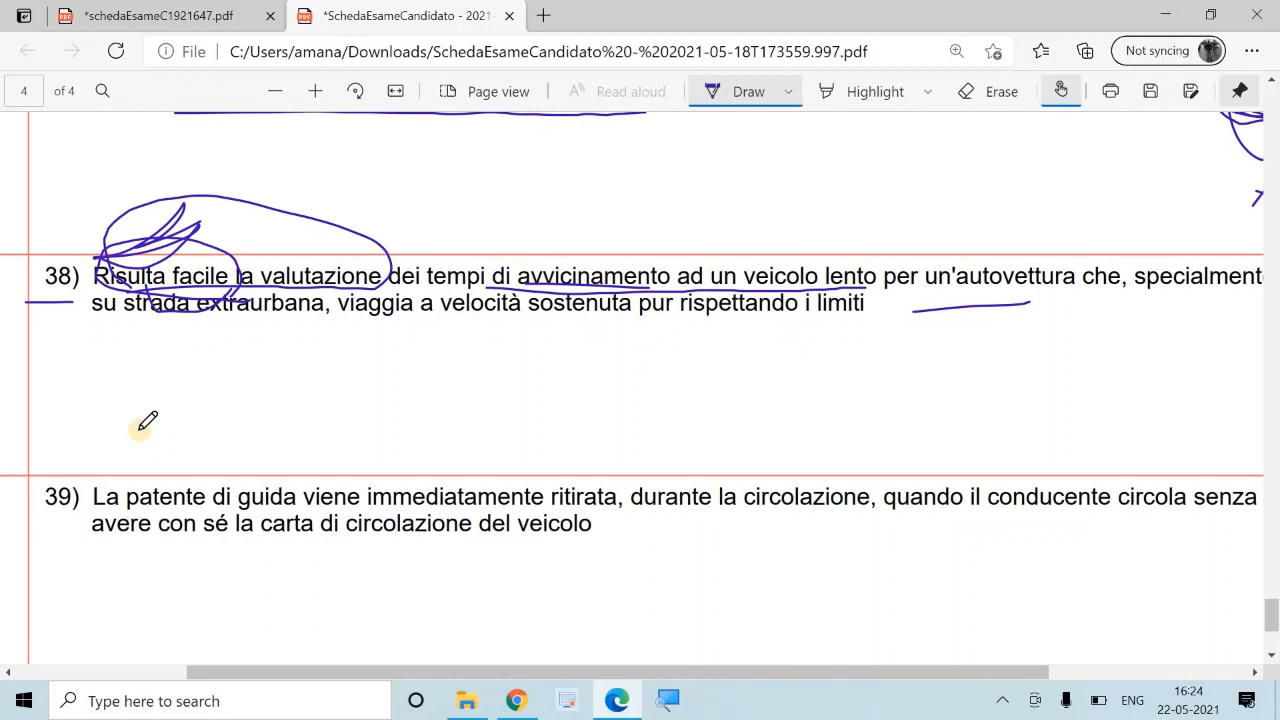 *schedaEsameC1921647.pdf
*SchedaEsameCandidato - 2021-
File
C:/Users/amana/Downloads/SchedaEsameCandidato%20-%202021-05-18T173559.997.pdf
Not syncing
4 of 4
Page view
Read aloud
Draw
Highlight
Erase
38) Risulta facile la valutazione dei tempi di avvicinamento ad un veicolo lento per un'autovettura che, specialmente
su strada extraurbana, viaggia a velocità sostenuta pur rispettando i limiti
39) La patente di guida viene immediatamente ritirata, durante la circolazione, quando il conducente circola senza
avere con sé la carta di circolazione del veicolo
Type here to search
ENG
16:24
22-05-2021